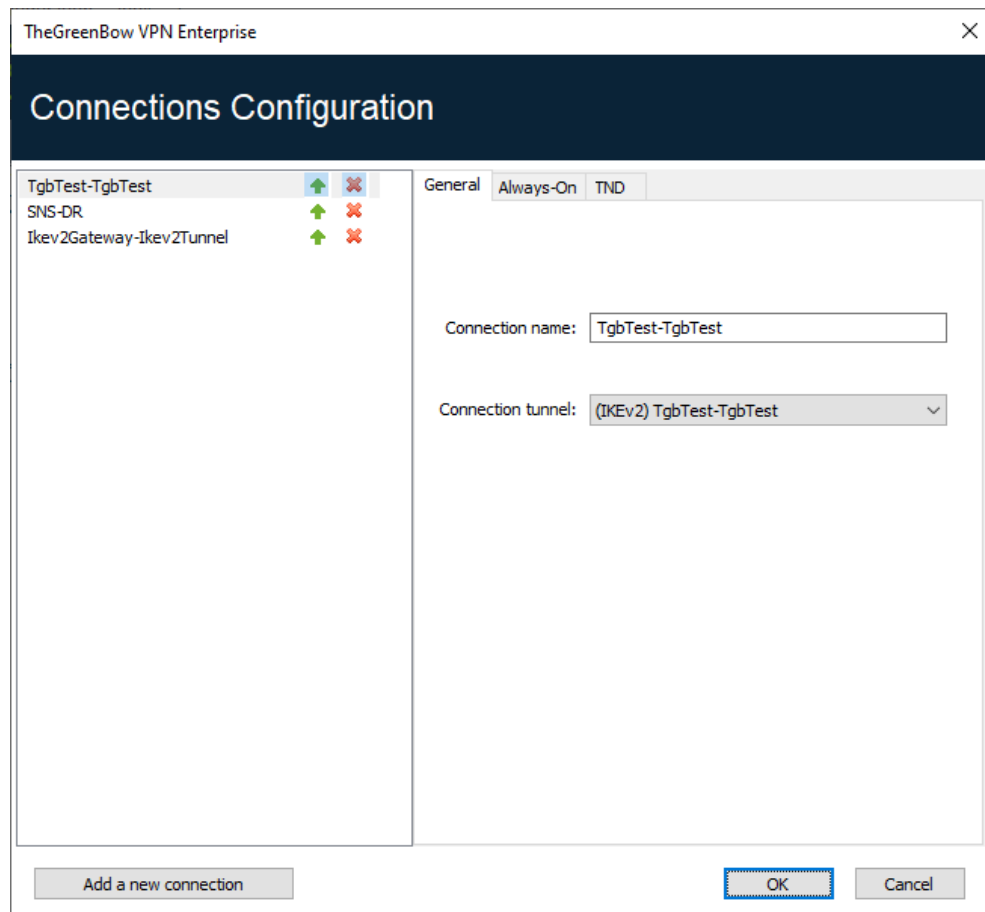 TheGreenBow VPN Enterprise
Connections Configuration
TgbTest-TgbTest
SNS-DR
Ikev2Gateway-Ikev2Tunnel
General Always-On TND
Connection name: TgbTest-TgbTest
Connection tunnel: (IKEv2) TgbTest-TgbTest
Add a new connection OK Cancel